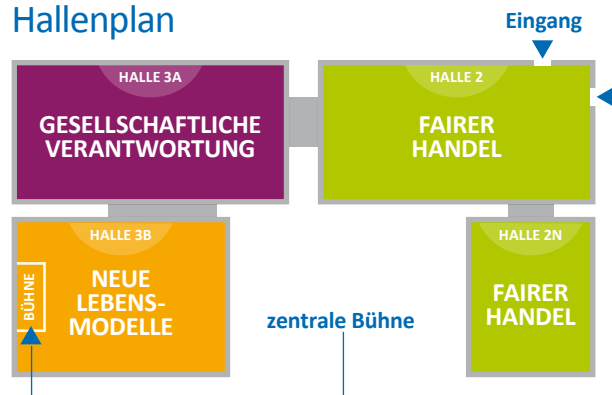 Hallenplan
Eingang
HALLE 3A
GESELLSCHAFTLICHE
VERANTWORTUNG
HALLE 2
FAIRER
HANDEL
HALLE 3B
NEUE
LEBENS-
MODELLE
BÜHNE
zentrale Bühne
HALLE 2N
FAIRER
HANDEL